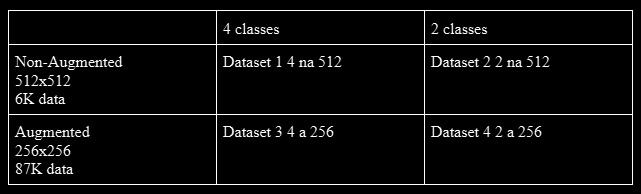 4 classes
2 classes
Non-Augmented
512x512
6K data
Dataset 1 4 na 512
Dataset 2 2 na 512
Augmented
256x256
87K data
Dataset 3 4 a 256
Dataset 4 2 a 256